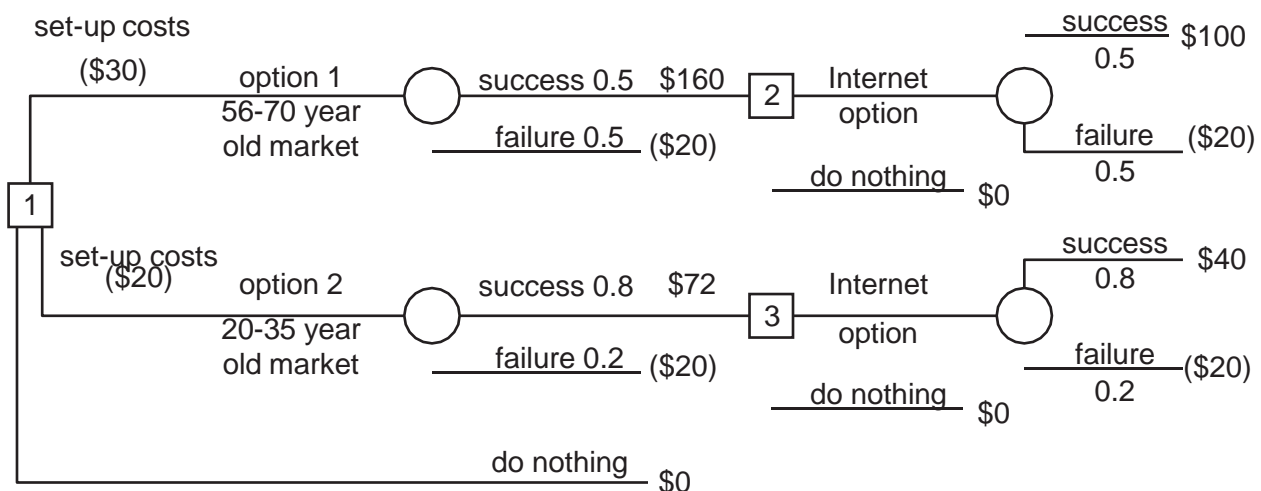 set-up costs
($30)
option 1
56-70 year
old market
success 0.5 $160
failure 0.5 ($20)
2
Internet
option
do nothing $0
success $100
0.5
failure ($20)
0.5
1
set-up costs
($20)
option 2
20-35 year
old market
success 0.8 $72
failure 0.2 ($20)
3
Internet
option
do nothing $0
success $40
0.8
failure ($20)
0.2
do nothing $0